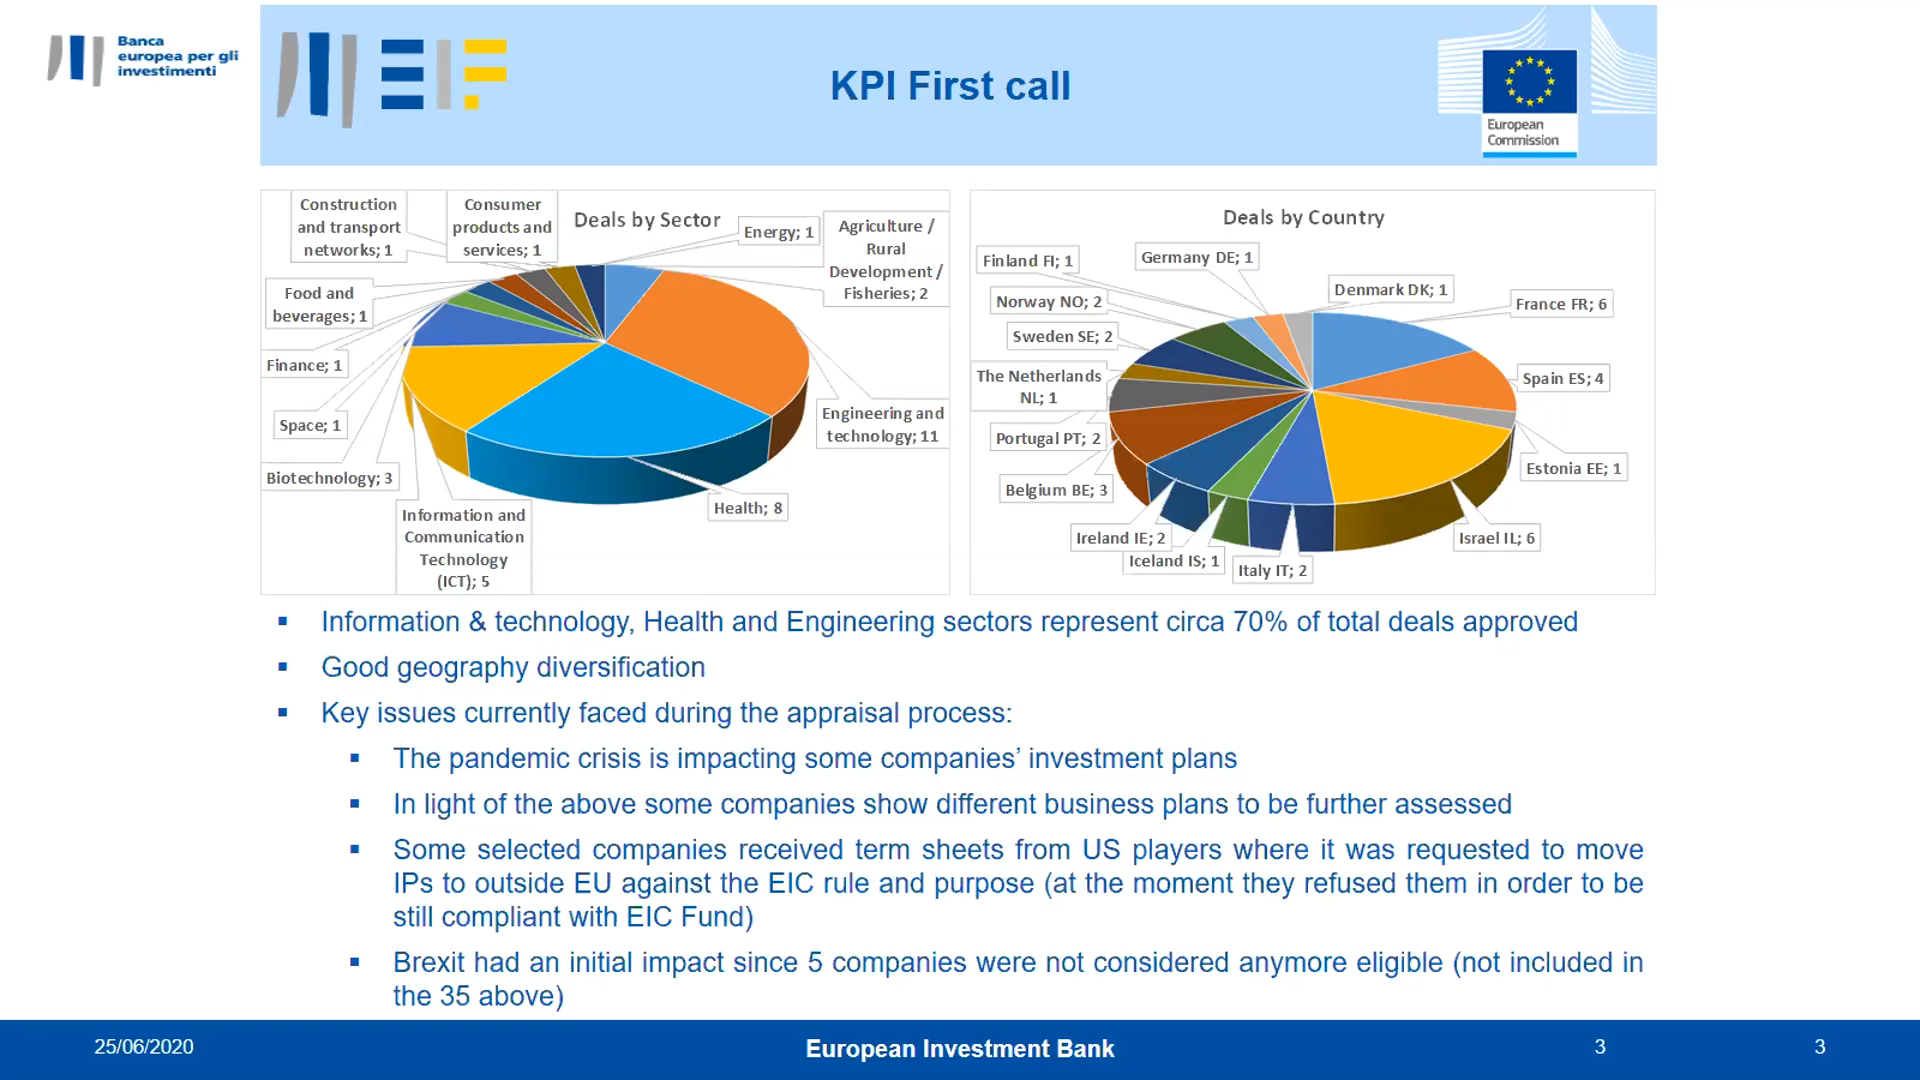 Banca
europea per gli
investimenti
EIF
KPI First call
European
Commission
Deals by Sector
Construction
and transport
networks; 1
Consumer
products and
services; 1
Energy; 1
Agriculture /
Rural
Development /
Fisheries; 2
Food and
beverages; 1
Finance; 1
Space; 1
Biotechnology; 3
Information and
Communication
Technology
(ICT); 5
Health; 8
Engineering and
technology; 11
Deals by Country
Finland FI; 1
Germany DE; 1
Denmark DK; 1
France FR; 6
Norway NO; 2
Sweden SE; 2
The Netherlands
NL; 1
Spain ES; 4
Portugal PT; 2
Estonia EE; 1
Belgium BE; 3
Ireland IE; 2
Iceland IS; 1
Italy IT; 2
Israel IL; 6
▪ Information & technology, Health and Engineering sectors represent circa 70% of total deals approved
▪ Good geography diversification
▪ Key issues currently faced during the appraisal process:
▪ The pandemic crisis is impacting some companies’ investment plans
▪ In light of the above some companies show different business plans to be further assessed
▪ Some selected companies received term sheets from US players where it was requested to move
IPs to outside EU against the EIC rule and purpose (at the moment they refused them in order to be
still compliant with EIC Fund)
▪ Brexit had an initial impact since 5 companies were not considered anymore eligible (not included in
the 35 above)
25/06/2020
European Investment Bank
3
3